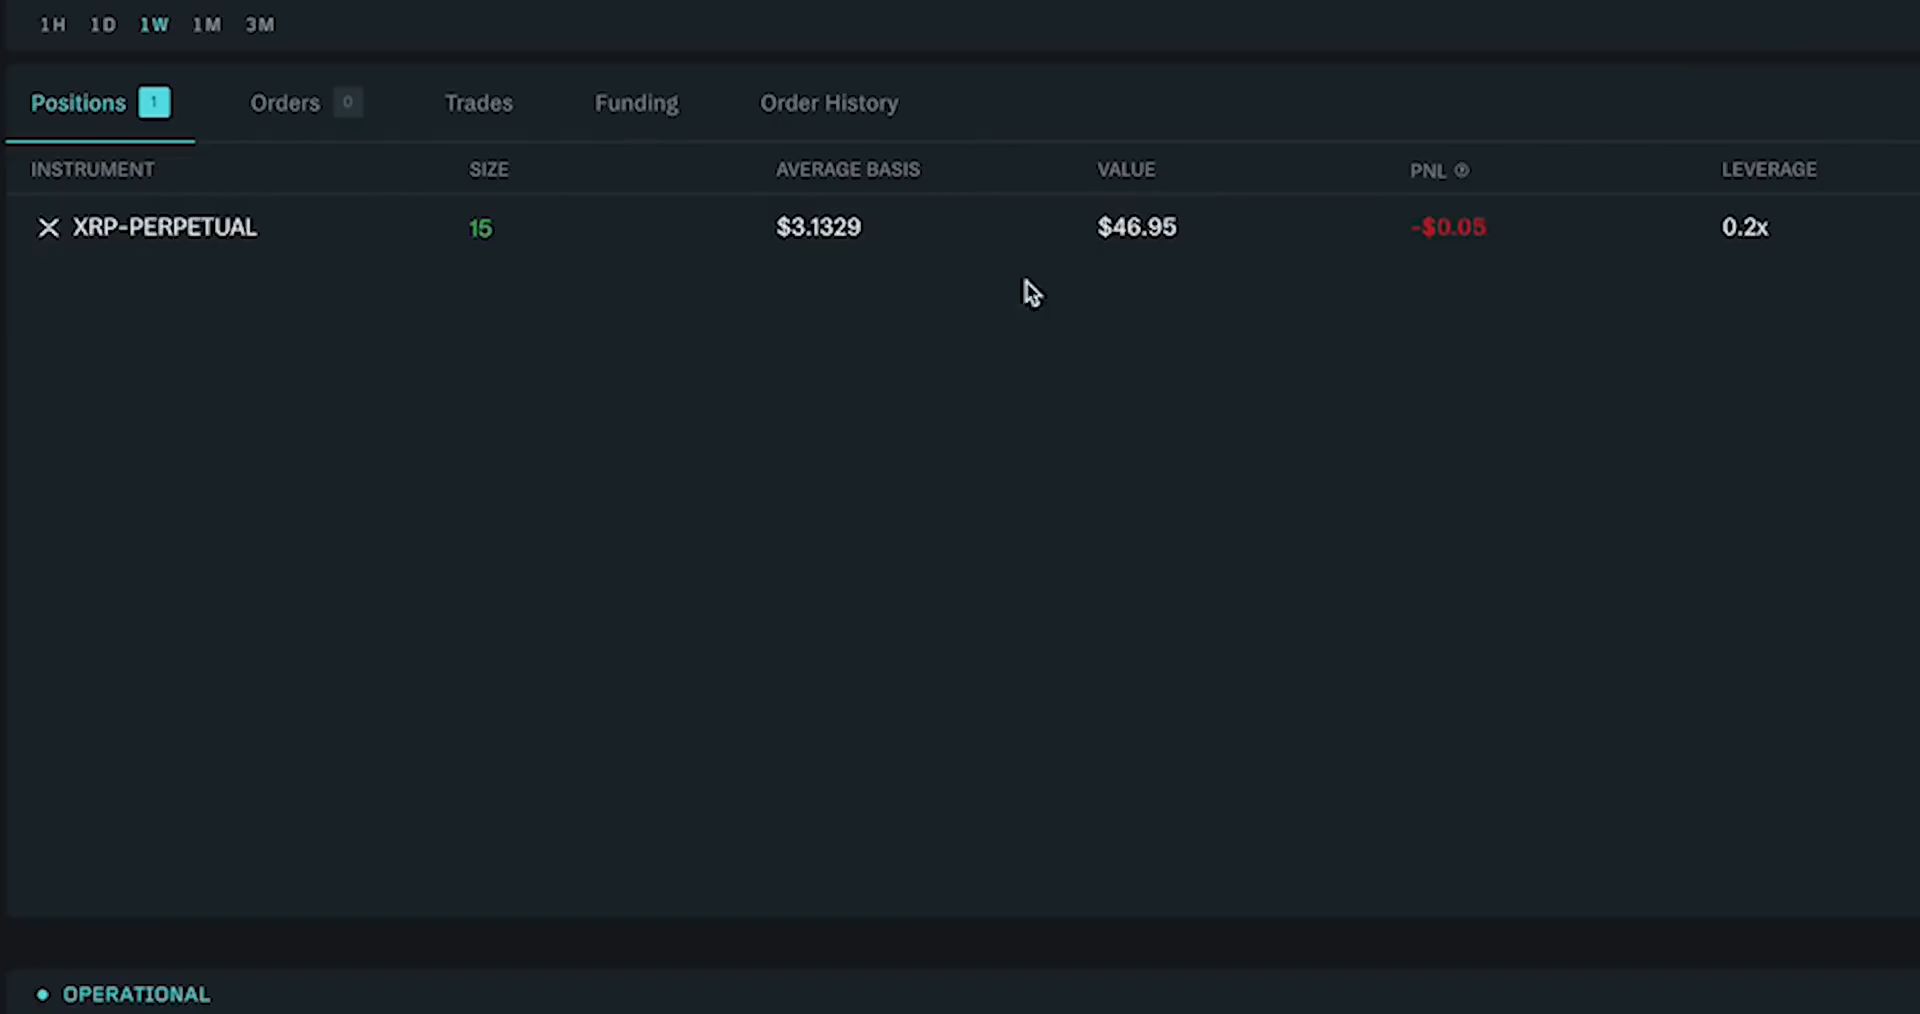 1H 1D 1W 1M 3M
Positions 1 Orders 0 Trades Funding Order History
INSTRUMENT SIZE AVERAGE BASIS VALUE PNL LEVERAGE
XRP-PERPETUAL 15 $3.1329 $46.95 -$0.05 0.2x
OPERATIONAL